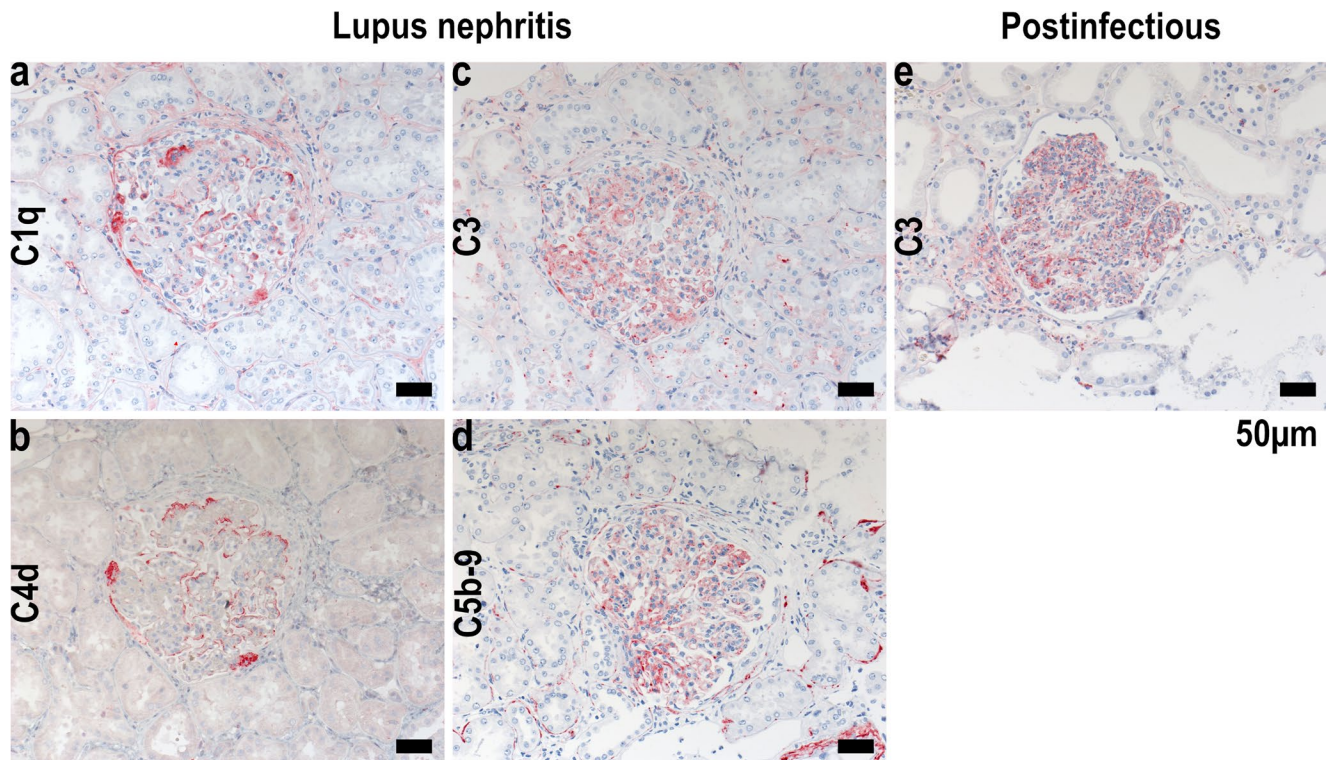 Lupus nephritis
Postinfectious
a
C1q
c
C3
e
C3
b
C4d
d
C5b-9
50µm